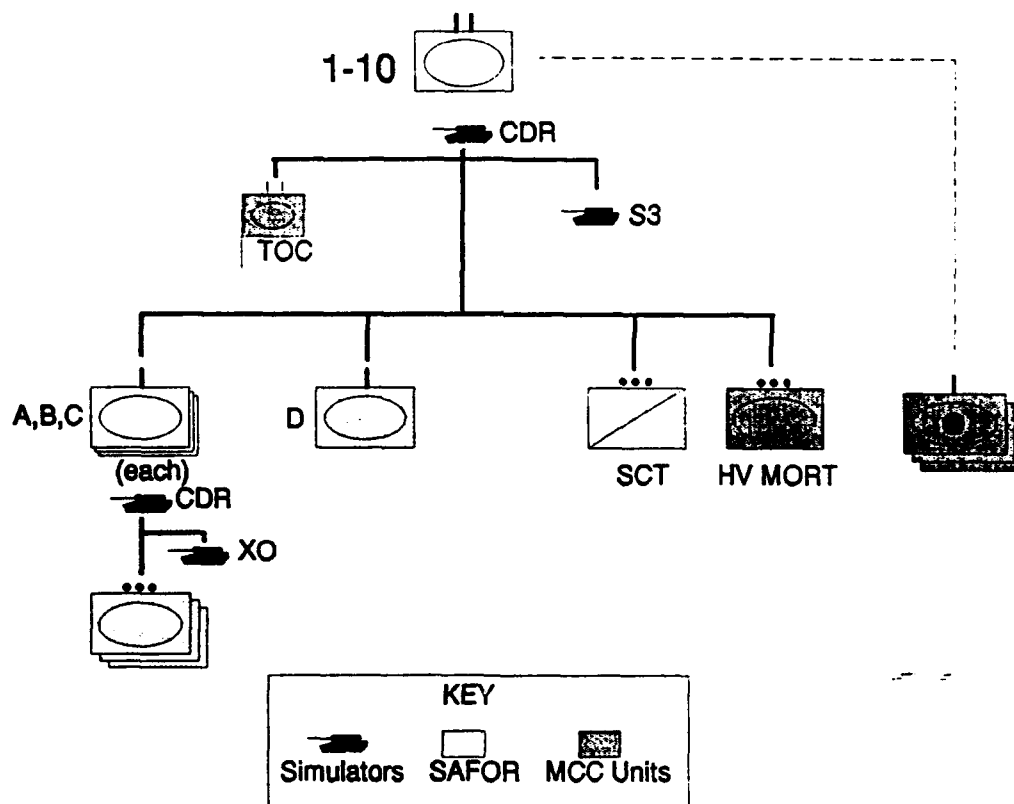 1-10
CDR
TOC
S3
A,B,C
D
(each)
SCT
HV MORT
CDR
XO
KEY
Simulators
SAFOR
MCC Units